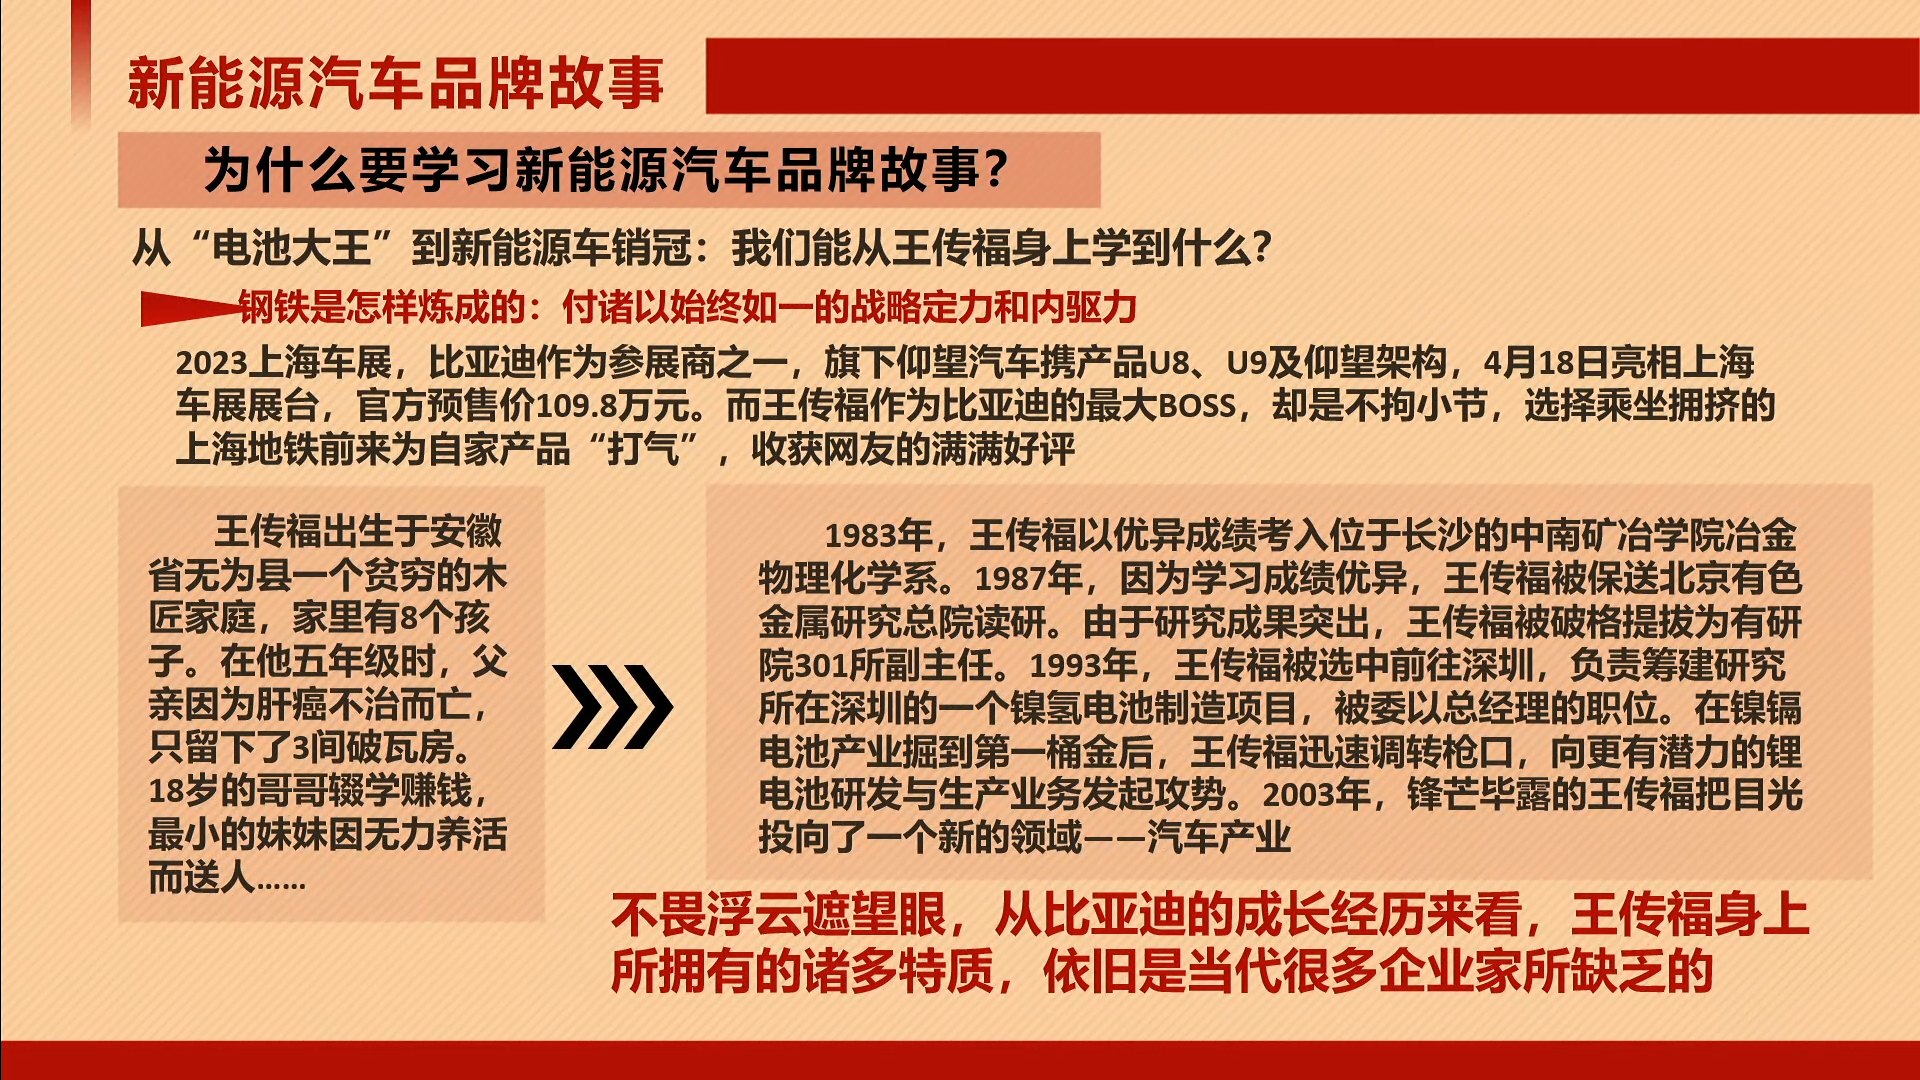 新能源汽车品牌故事
为什么要学习新能源汽车品牌故事?
从“电池大王”到新能源车销冠：我们能从王传福身上学到什么?
钢铁是怎样炼成的：付诸以始终如一的战略定力和内驱力
2023上海车展，比亚迪作为参展商之一，旗下仰望汽车携产品U8、U9及仰望架构，4月18日亮相上海
车展展台，官方预售价109.8万元。而王传福作为比亚迪的最大BOSS，却是不拘小节，选择乘坐拥挤的
上海地铁前来为自家产品“打气”，收获网友的满满好评
王传福出生于安徽
省无为县一个贫穷的木
匠家庭，家里有8个孩
子。在他五年级时，父
亲因为肝癌不治而亡，
只留下了3间破瓦房。
18岁的哥哥辍学赚钱，
最小的妹妹因无力养活
而送人……
1983年，王传福以优异成绩考入位于长沙的中南矿冶学院冶金
物理化学系。1987年，因为学习成绩优异，王传福被保送北京有色
金属研究总院读研。由于研究成果突出，王传福被破格提拔为有研
院301所副主任。1993年，王传福被选中前往深圳，负责筹建研究
所在深圳的一个镍氢电池制造项目，被委以总经理的职位。在镍镉
电池产业掘到第一桶金后，王传福迅速调转枪口，向更有潜力的锂
电池研发与生产业务发起攻势。2003年，锋芒毕露的王传福把目光
投向了一个新的领域——汽车产业
不畏浮云遮望眼，从比亚迪的成长经历来看，王传福身上
所拥有的诸多特质，依旧是当代很多企业家所缺乏的